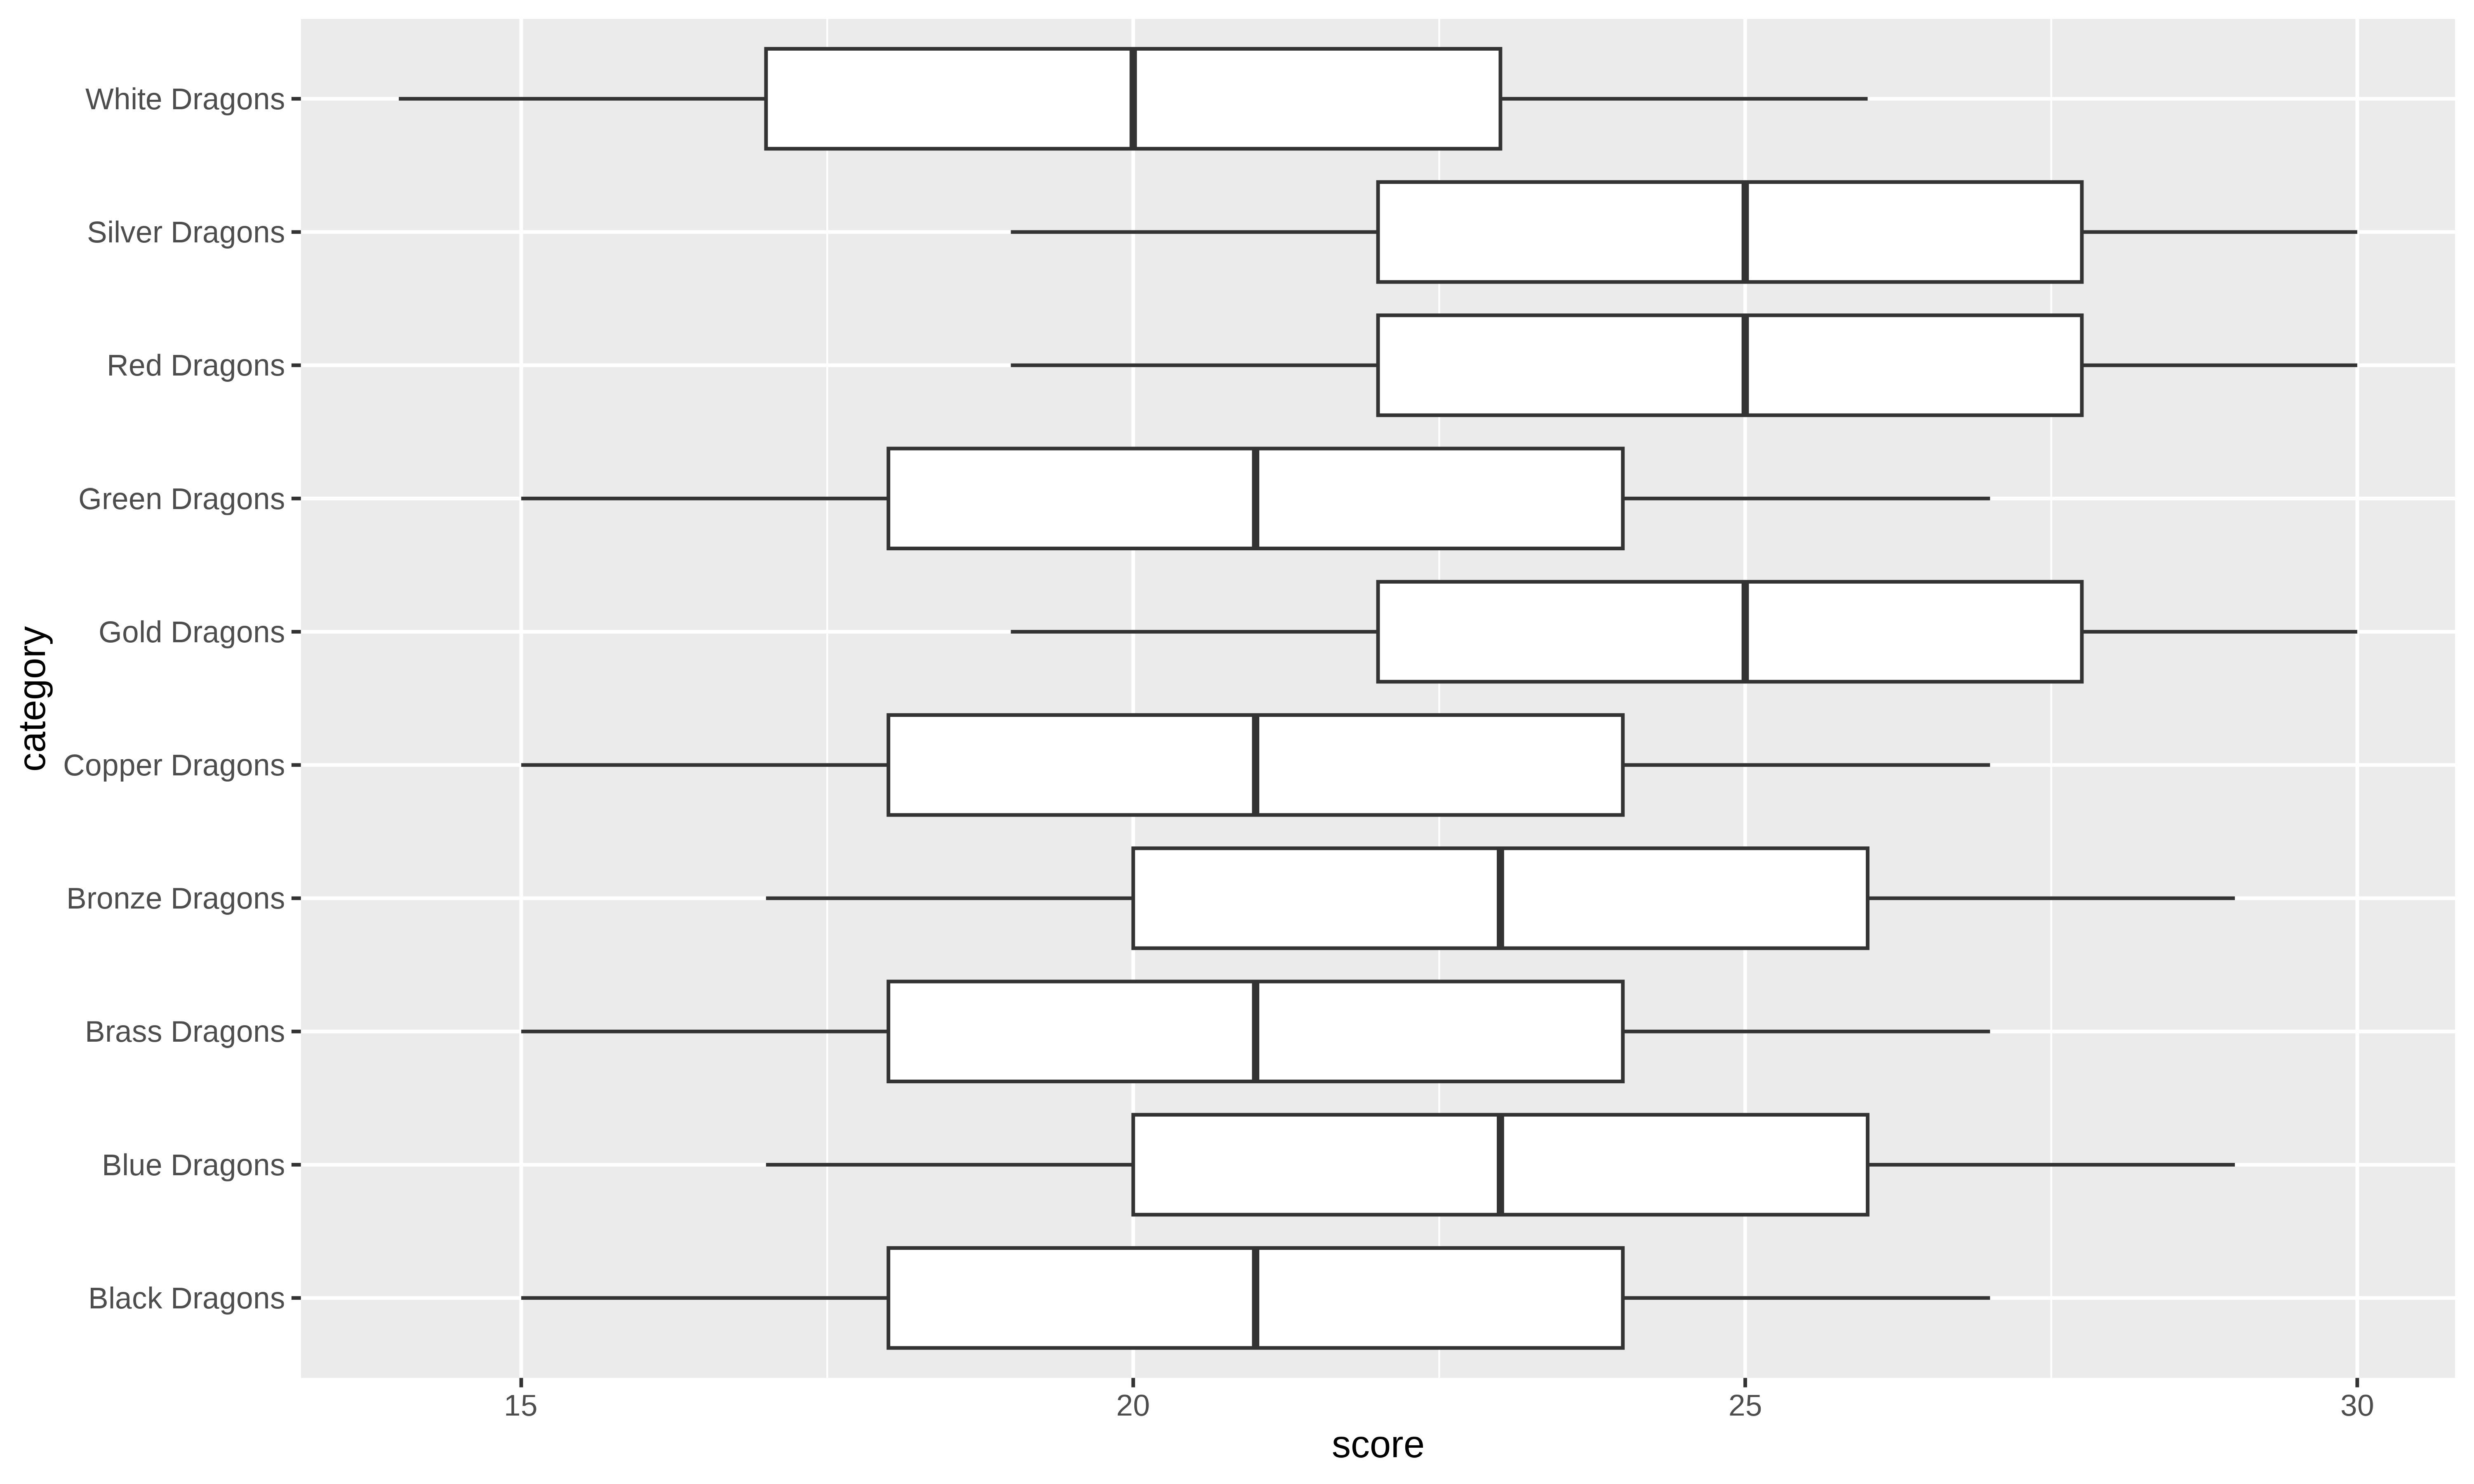 White Dragons
Silver Dragons
Red Dragons
Green Dragons
Gold Dragons
Copper Dragons
Bronze Dragons
Brass Dragons
Blue Dragons
Black Dragons
category
15 20 25 30
score